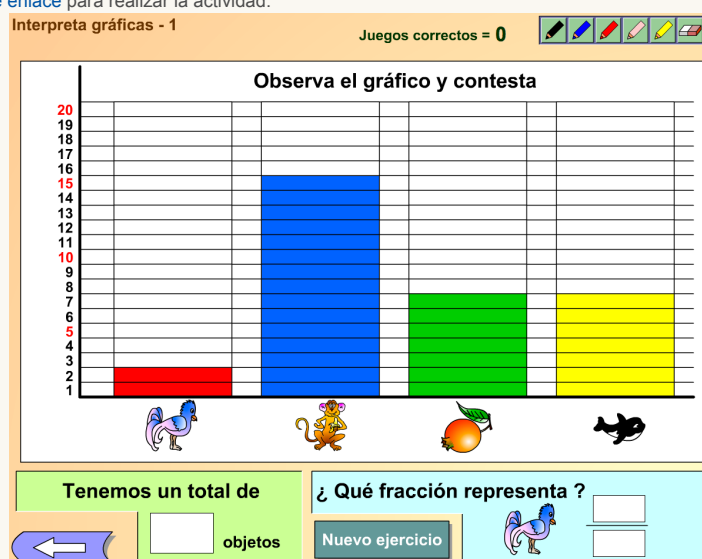 enlace para realizar la actividad.
Interpreta gráficas - 1
Juegos correctos = 0
Observa el gráfico y contesta
20
19
18
17
16
15
14
13
12
11
10
9
8
7
6
5
4
3
2
1
Tenemos un total de
objetos
¿ Qué fracción representa ?
Nuevo ejercicio